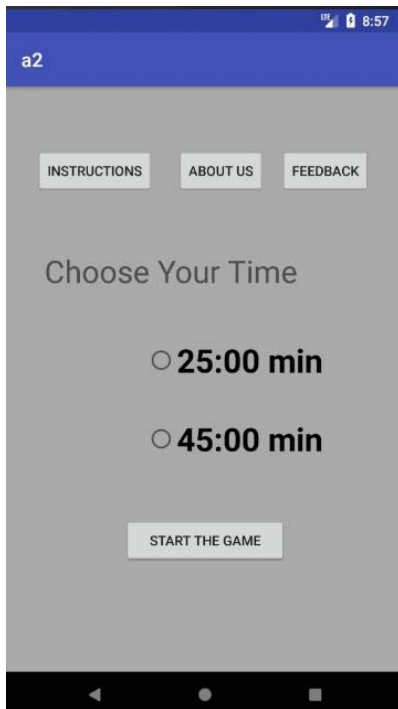 LTE 8:57
a2
INSTRUCTIONS ABOUT US FEEDBACK
Choose Your Time
25:00 min
45:00 min
START THE GAME